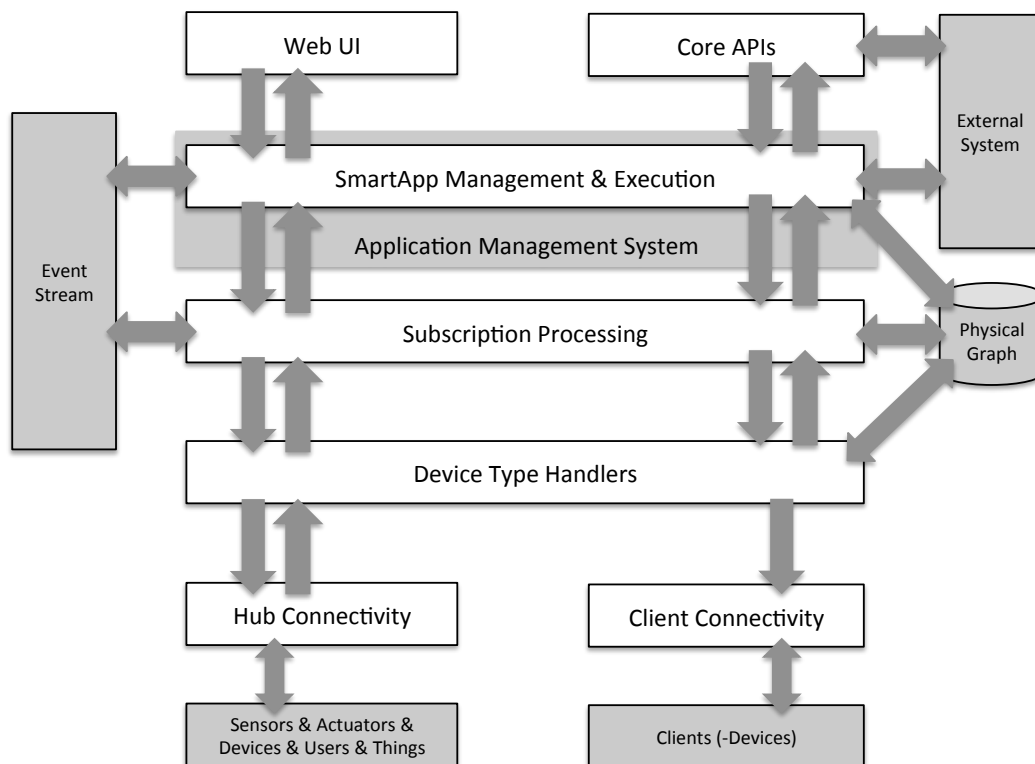 Web UI
Core APIs
External
System
SmartApp Management & Execution
Application Management System
Event
Stream
Subscription Processing
Physical
Graph
Device Type Handlers
Hub Connectivity
Client Connectivity
Sensors & Actuators &
Devices & Users & Things
Clients (-Devices)